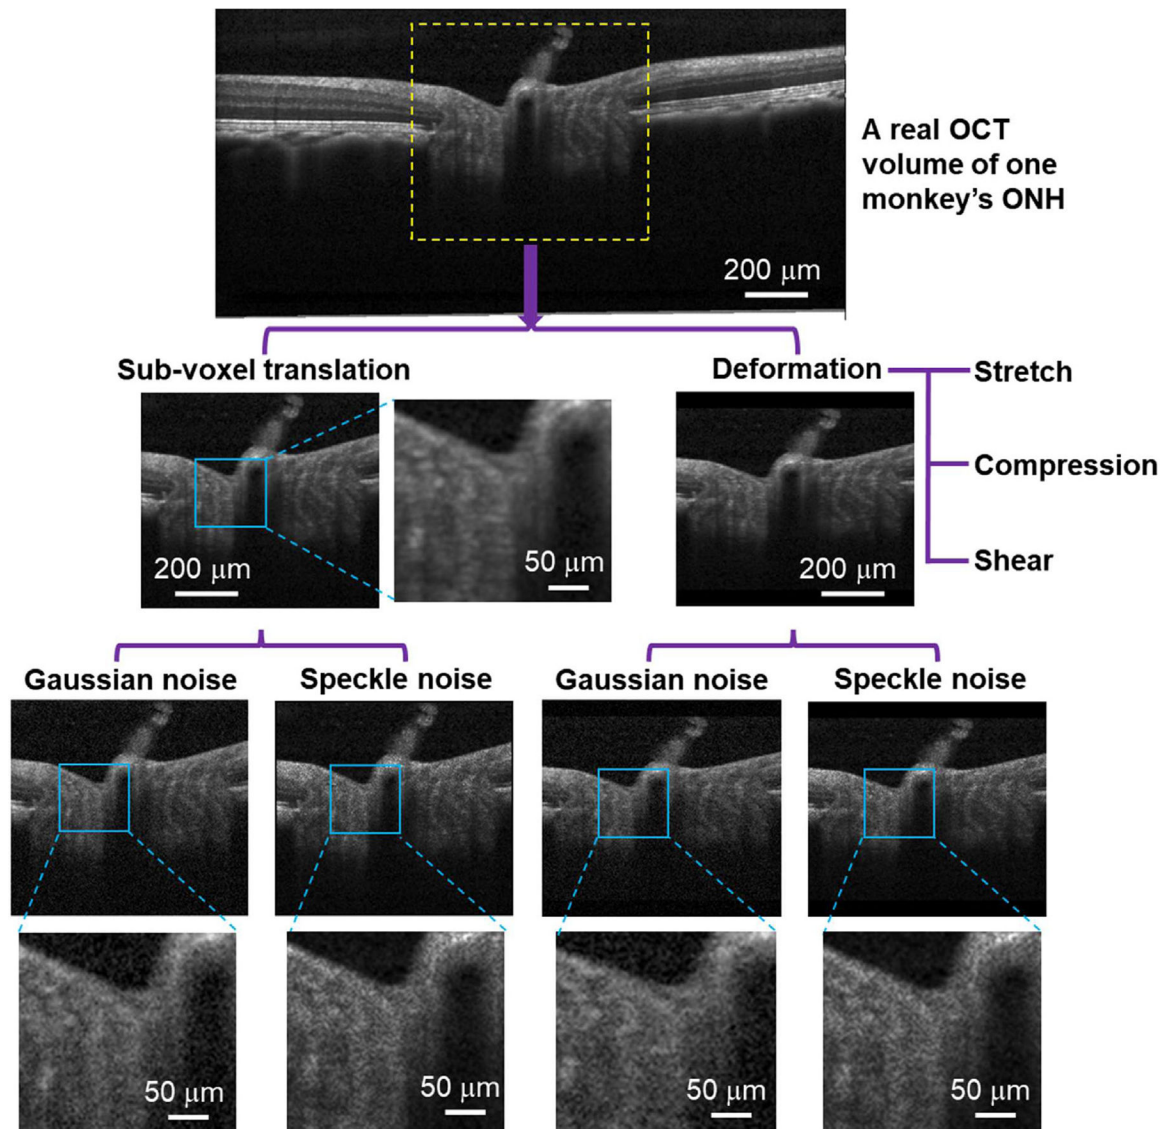 A real OCT
volume of one
monkey's ONH
200 μm
Sub-voxel translation
Deformation
Stretch
Compression
Shear
200 μm
50 μm
200 μm
Gaussian noise
Speckle noise
Gaussian noise
Speckle noise
50 μm
50 μm
50 μm
50 μm